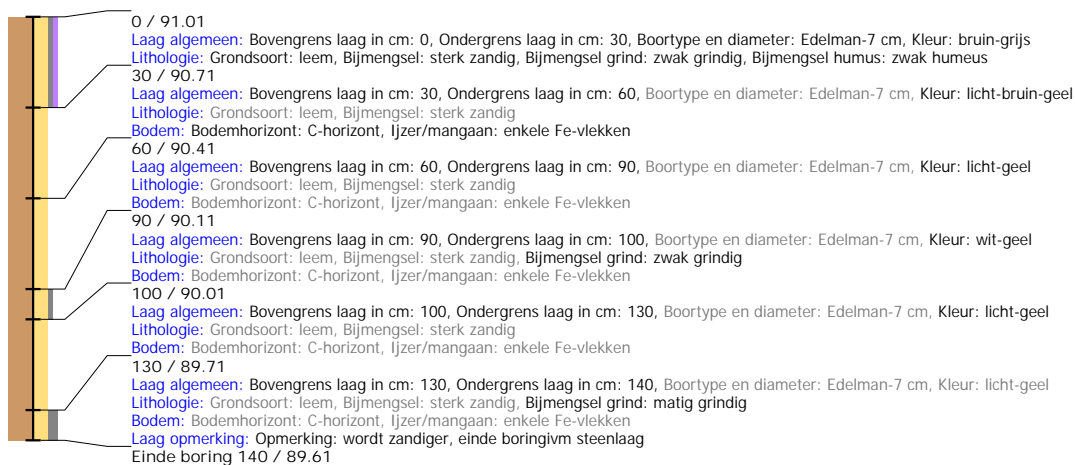 0 / 91.01
Laag algemeen: Bovengrens laag in cm: 0, Ondergrens laag in cm: 30, Boortype en diameter: Edelman-7 cm, Kleur: bruin-grijs
Lithologie: Grondsoort: leem, Bijmengsel: sterk zandig, Bijmengsel grind: zwak grindig, Bijmengsel humus: zwak humeus
30 / 90.71
Laag algemeen: Bovengrens laag in cm: 30, Ondergrens laag in cm: 60, Boortype en diameter: Edelman-7 cm, Kleur: licht-bruin-geel
Lithologie: Grondsoort: leem, Bijmengsel: sterk zandig
Bodem: Bodemhorizont: C-horizont, Ijzer/mangaan: enkele Fe-vlekken
60 / 90.41
Laag algemeen: Bovengrens laag in cm: 60, Ondergrens laag in cm: 90, Boortype en diameter: Edelman-7 cm, Kleur: licht-geel
Lithologie: Grondsoort: leem, Bijmengsel: sterk zandig
Bodem: Bodemhorizont: C-horizont, Ijzer/mangaan: enkele Fe-vlekken
90 / 90.11
Laag algemeen: Bovengrens laag in cm: 90, Ondergrens laag in cm: 100, Boortype en diameter: Edelman-7 cm, Kleur: wit-geel
Lithologie: Grondsoort: leem, Bijmengsel: sterk zandig, Bijmengsel grind: zwak grindig
Bodem: Bodemhorizont: C-horizont, Ijzer/mangaan: enkele Fe-vlekken
100 / 90.01
Laag algemeen: Bovengrens laag in cm: 100, Ondergrens laag in cm: 130, Boortype en diameter: Edelman-7 cm, Kleur: licht-geel
Lithologie: Grondsoort: leem, Bijmengsel: sterk zandig
Bodem: Bodemhorizont: C-horizont, Ijzer/mangaan: enkele Fe-vlekken
130 / 89.71
Laag algemeen: Bovengrens laag in cm: 130, Ondergrens laag in cm: 140, Boortype en diameter: Edelman-7 cm, Kleur: licht-geel
Lithologie: Grondsoort: leem, Bijmengsel: sterk zandig, Bijmengsel grind: matig grindig
Bodem: Bodemhorizont: C-horizont, Ijzer/mangaan: enkele Fe-vlekken
Laag opmerking: Opmerking: wordt zandiger, einde boringivm steenlaag
Einde boring 140 / 89.61